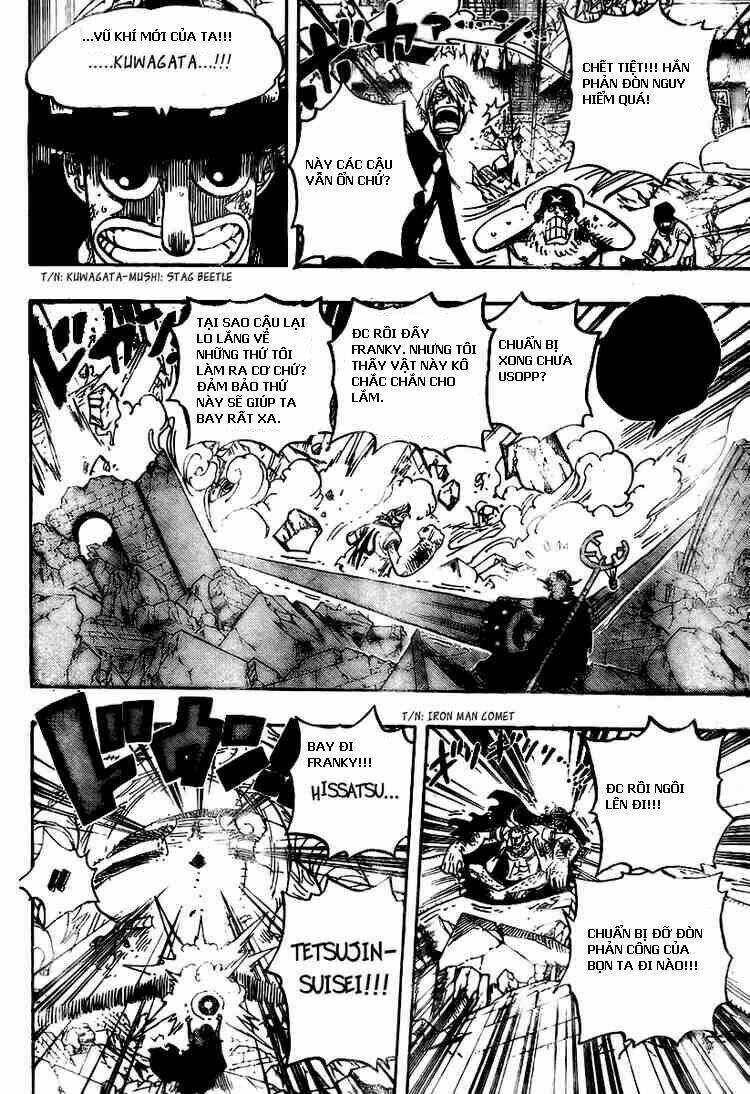 CHẾT TIỆT!!! HẮN
PHẢN ĐÒN NGUY
HIỂM QUÁ!
NÀY CÁC CẬU
VẪN ỔN CHỨ?
...VŨ KHÍ MỚI CỦA TA!!!
.....KUWAGATA...!!!
T/N: KUWAGATA-MUSHI: STAG BEETLE
CHUẨN BỊ
XONG CHƯA
USOPP?
ĐC RỒI ĐẤY
FRANKY. NHƯNG TÔI
THẤY VẬT NÀY KÔ
CHẮC CHẮN CHO
LẮM.
TẠI SAO CẬU LẠI
LO LẮNG VỀ
NHỮNG THỨ TÔI
LÀM RA CƠ CHỨ?
ĐẢM BẢO THỨ
NÀY SẼ GIÚP TA
BAY RẤT XA.
ĐC RỒI NGỒI
LÊN ĐI!!!
CHUẨN BỊ ĐỠ ĐÒN
PHẢN CÔNG CỦA
BỌN TA ĐI NÀO!!!
T/N: IRON MAN COMET
BAY ĐI
FRANKY!!!
HISSATSU...
TETSUJIN-
SUISEI!!!